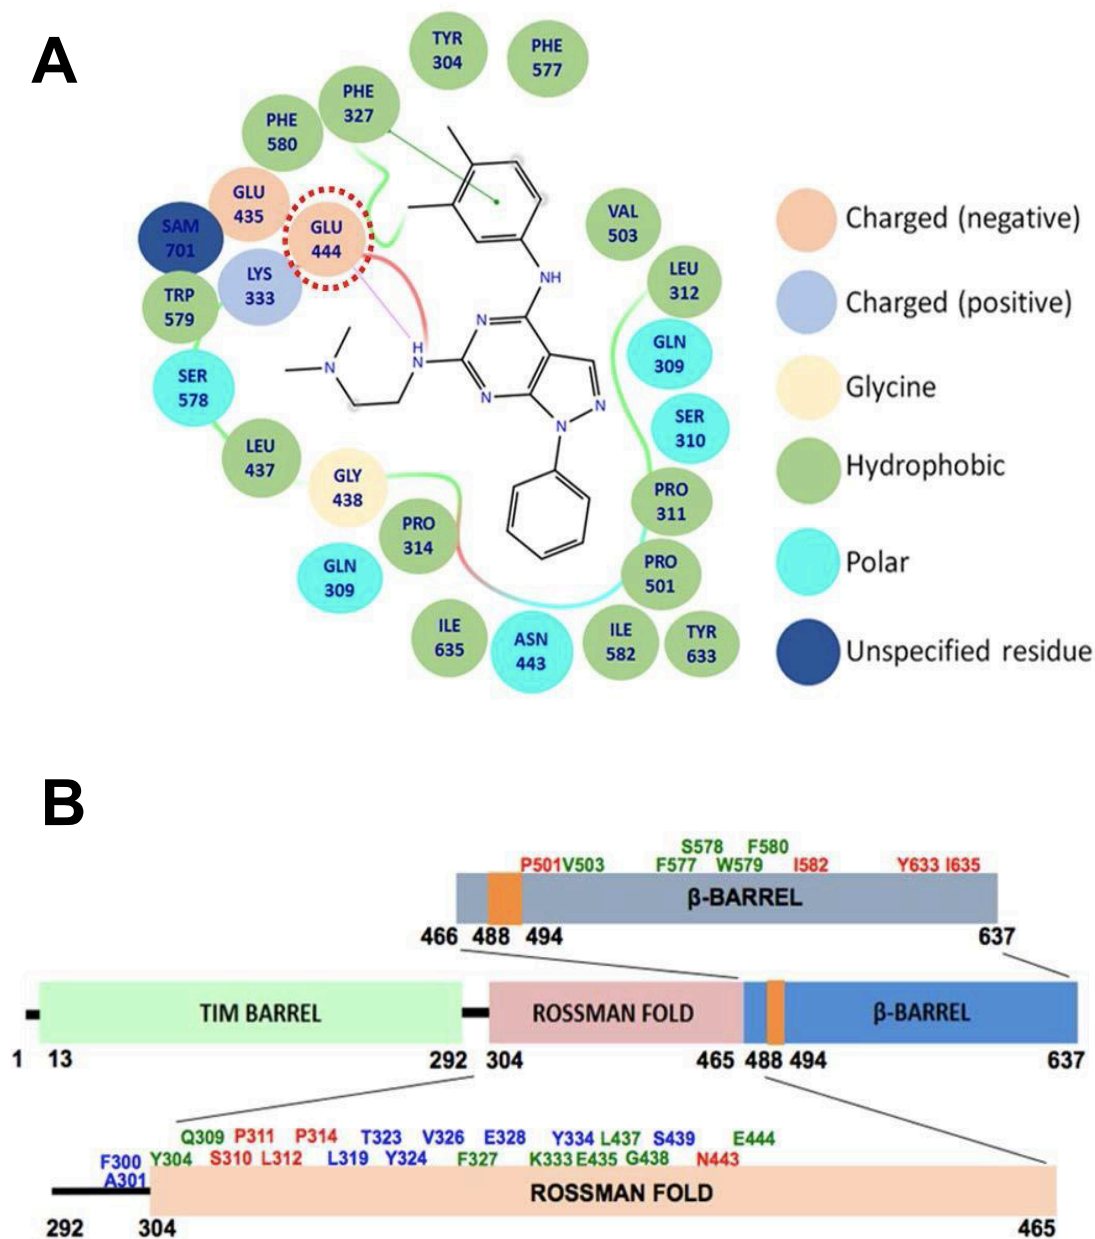 A
TYR
304
PHE
577
PHE
327
PHE
580
GLU
435
GLU
444
SAM
701
LYS
333
TRP
579
SER
578
LEU
437
GLY
438
PRO
314
GLN
309
ILE
635
ASN
443
ILE
582
TYR
633
PRO
501
PRO
311
SER
310
GLN
309
LEU
312
VAL
503
NH
N
N
H
N
N
N
N
Charged (negative)
Charged (positive)
Glycine
Hydrophobic
Polar
Unspecified residue
B
S578 F580
P501 V503 F577 W579 I582 Y633 I635
β-BARREL
466 488 494 637
TIM BARREL ROSSMAN FOLD β-BARREL
1 13 292 304 465 488 494 637
Q309 P311 P314 T323 V326 E328 Y334 L437 S439 E444
F300 Y304 S310 L312 L319 Y324 F327 K333 E435 G438 N443
A301
ROSSMAN FOLD
292 304 465